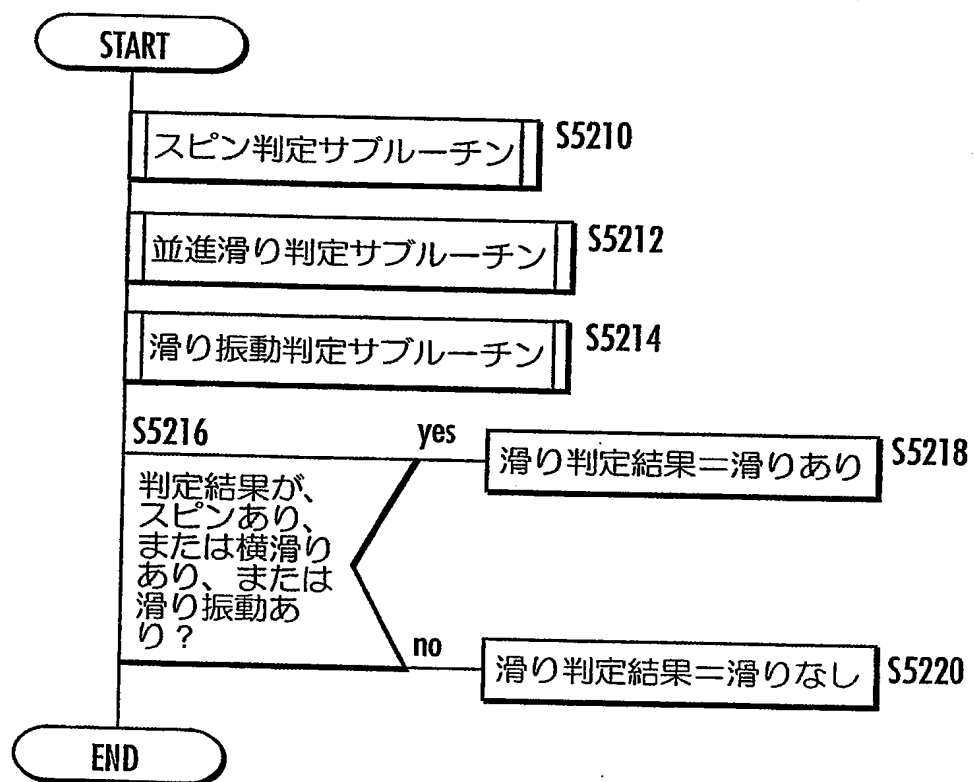 START
スピン判定サブルーチン
S5210
並進滑り判定サブルーチン
S5212
滑り振動判定サブルーチン
S5214
S5216
yes
判定結果が、
スピンあり、
または横滑り
あり、または
滑り振動あ
り？
no
滑り判定結果＝滑りあり
S5218
滑り判定結果＝滑りなし
S5220
END